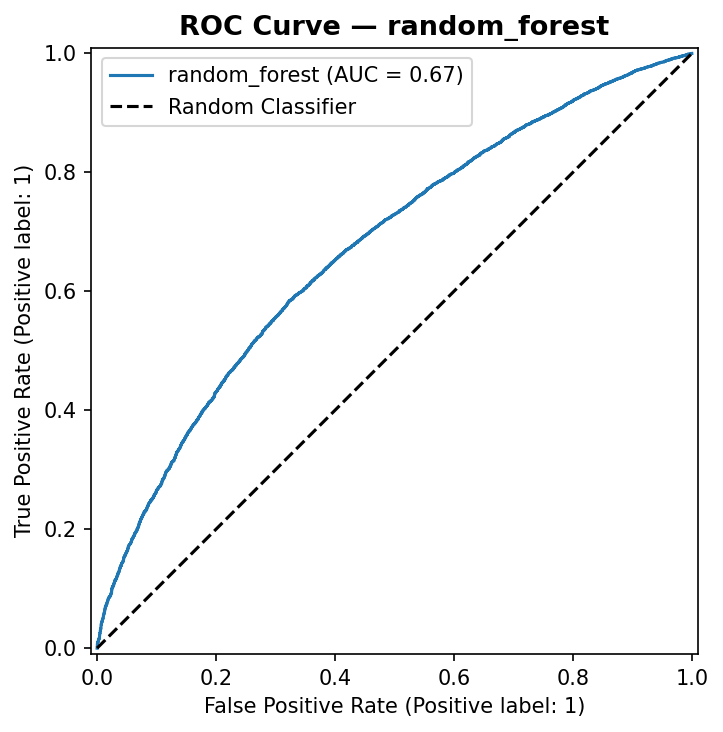 ROC Curve — random_forest
random_forest (AUC = 0.67)
Random Classifier
True Positive Rate (Positive label: 1)
1.0
0.8
0.6
0.4
0.2
0.0
0.0 0.2 0.4 0.6 0.8 1.0
False Positive Rate (Positive label: 1)